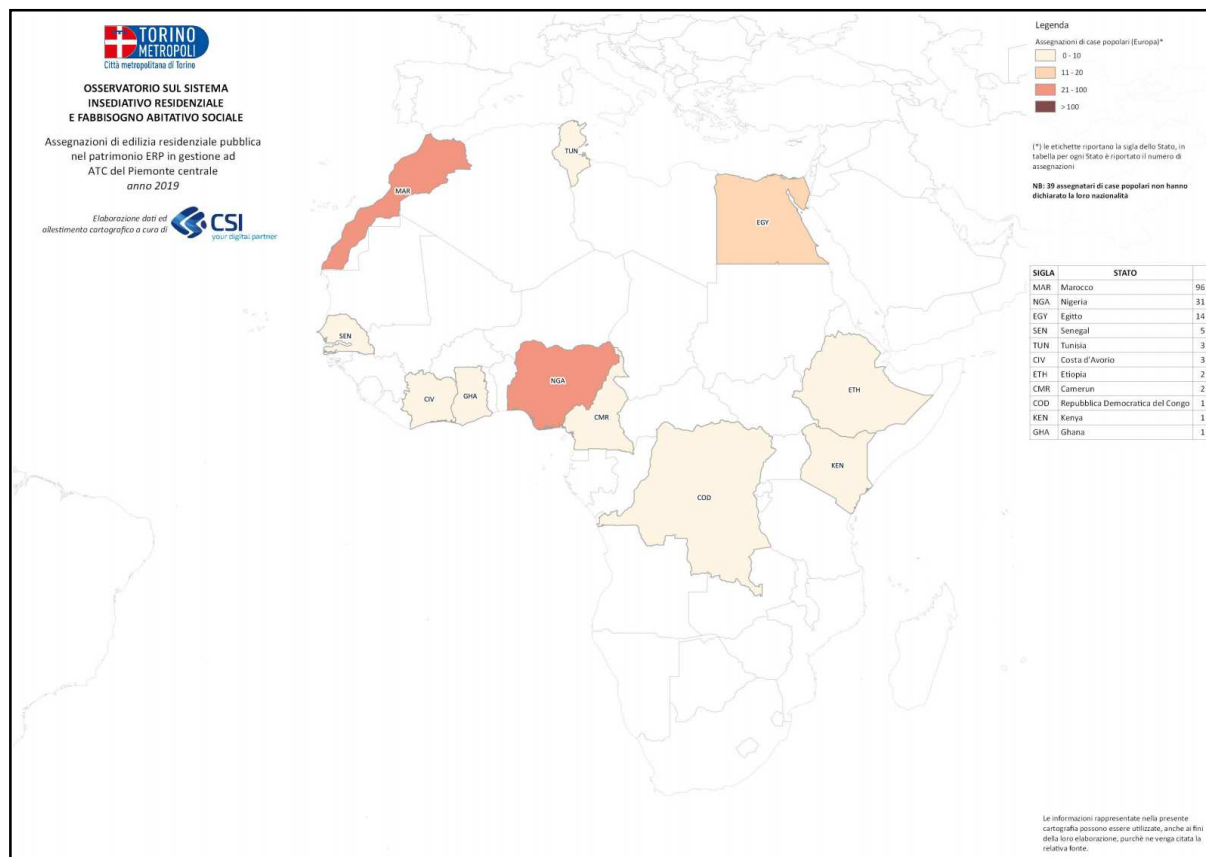 TORINO
METROPOLI
Città metropolitana di Torino
OSSERVATORIO SUL SISTEMA
INSEDIATIVO RESIDENZIALE
E FABBISOGNO ABITATIVO SOCIALE
Assegnazioni di edilizia residenziale pubblica
nel patrimonio ERP in gestione ad
ATC del Piemonte centrale
anno 2019
Elaborazione dati ed
allestimento cartografico a cura di
CSI
your digital partner
Legenda
Assegnazioni di case popolari (Europa)*
0 - 10
11 - 20
21 - 100
> 100
(*) le etichette riportano la sigla dello Stato, in
tabella per ogni Stato è riportato il numero di
assegnazioni
NB: 39 assegnatari di case popolari non hanno
dichiarato la loro nazionalità
TUN
MAR
EGY
SEN
NGA
CIV
GHA
CMR
ETH
KEN
COD
SIGLA STATO
MAR Marocco 96
NGA Nigeria 31
EGY Egitto 14
SEN Senegal 5
TUN Tunisia 3
CIV Costa d'Avorio 3
ETH Etiopia 2
CMR Camerun 2
COD Repubblica Democratica del Congo 1
KEN Kenya 1
GHA Ghana 1
Le informazioni rappresentate nella presente
cartografia possono essere utilizzate, anche ai fini
della loro elaborazione, purchè ne venga citata la
relativa fonte.